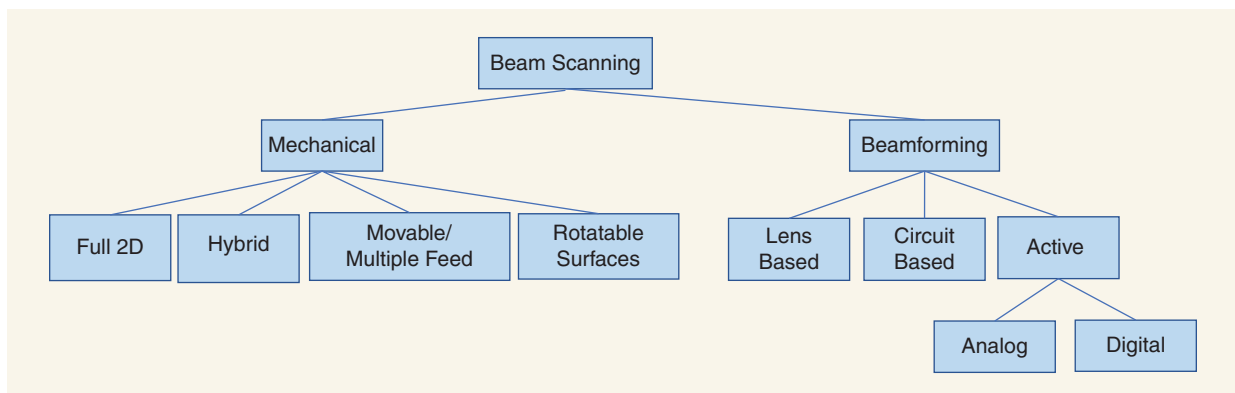 Beam Scanning
Mechanical
Beamforming
Full 2D
Hybrid
Movable/
Multiple Feed
Rotatable
Surfaces
Lens
Based
Circuit
Based
Active
Analog
Digital